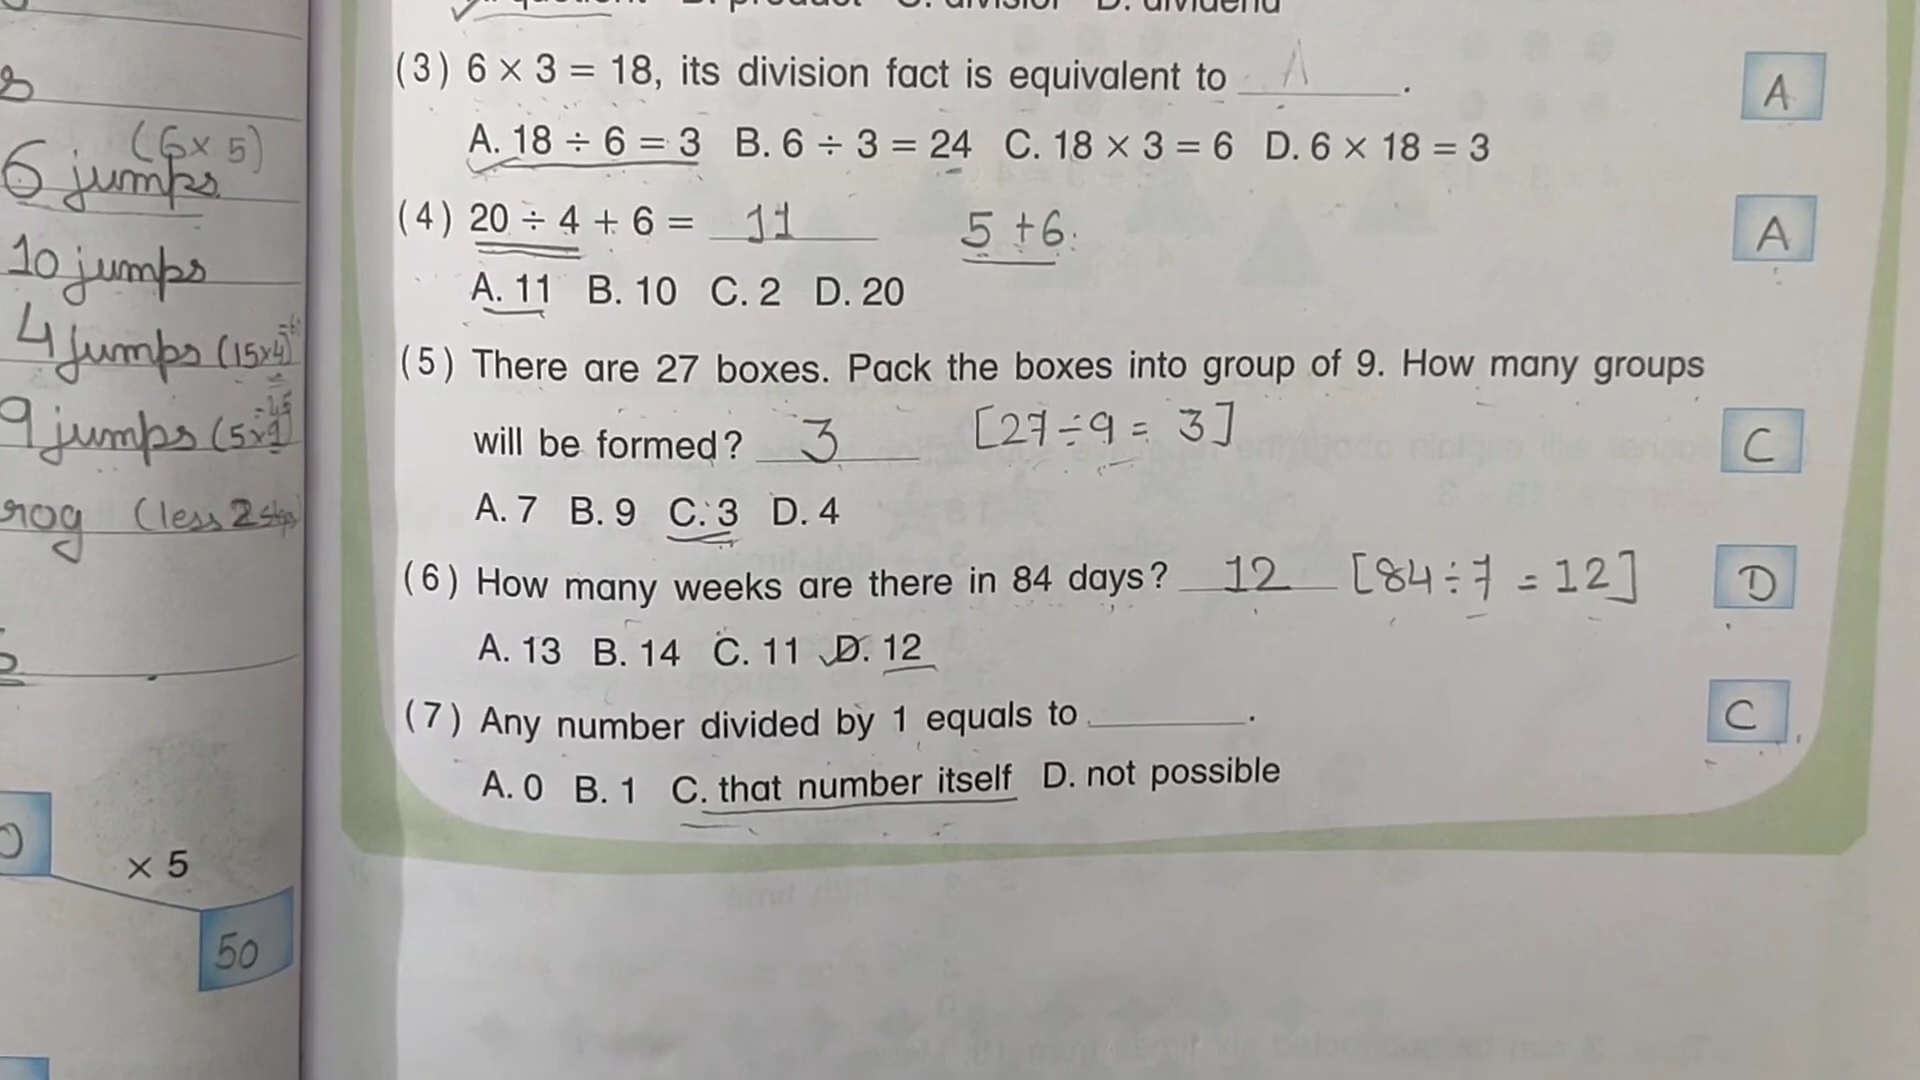 quotient B. product C. divisior D. dividend
(3) 6 × 3 = 18, its division fact is equivalent to A . A
A. 18 ÷ 6 = 3 B. 6 ÷ 3 = 24 C. 18 × 3 = 6 D. 6 × 18 = 3
(4) 20 ÷ 4 + 6 = 11 5 + 6 A
A. 11 B. 10 C. 2 D. 20
(5) There are 27 boxes. Pack the boxes into group of 9. How many groups
will be formed? 3 [27 ÷ 9 = 3] C
A. 7 B. 9 C. 3 D. 4
(6) How many weeks are there in 84 days? 12 [84 ÷ 7 = 12] D
A. 13 B. 14 C. 11 D. 12
(7) Any number divided by 1 equals to . C
A. 0 B. 1 C. that number itself D. not possible
(6 × 5)
6 jumps
10 jumps
4 jumps (15×4)
9 jumps (5×9) = 45
rog (less 2
× 5
50